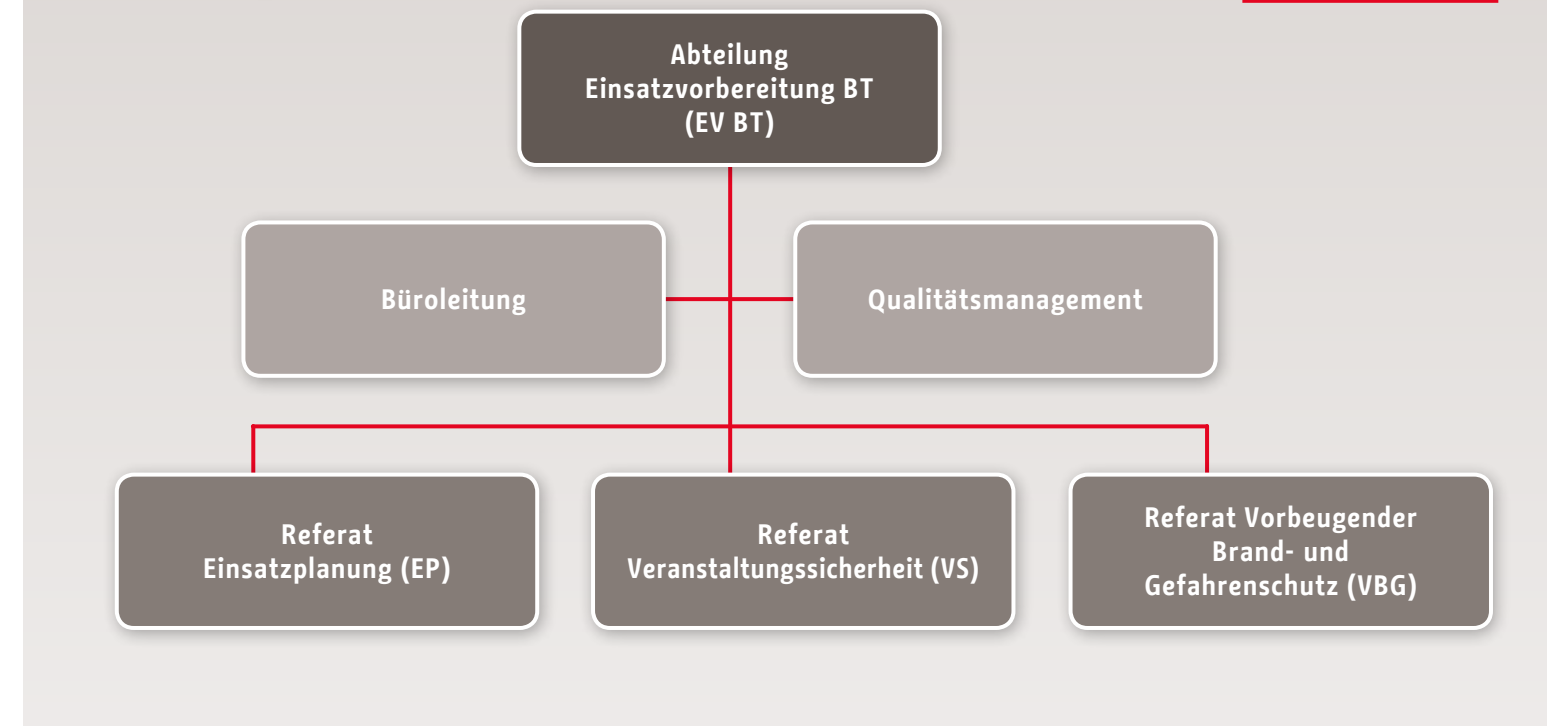 Abteilung
Einsatzvorbereitung BT
(EV BT)
Büroleitung
Qualitätsmanagement
Referat
Einsatzplanung (EP)
Referat
Veranstaltungssicherheit (VS)
Referat Vorbeugender
Brand- und
Gefahrenschutz (VBG)